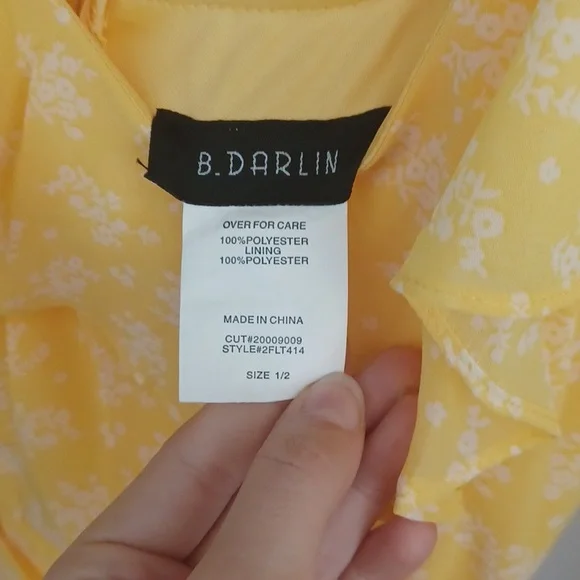 B. DARLIN
OVER FOR CARE
100%POLYESTER
LINING
100%POLYESTER
MADE IN CHINA
CUT#20009009
STYLE#2FLT414
SIZE 1/2